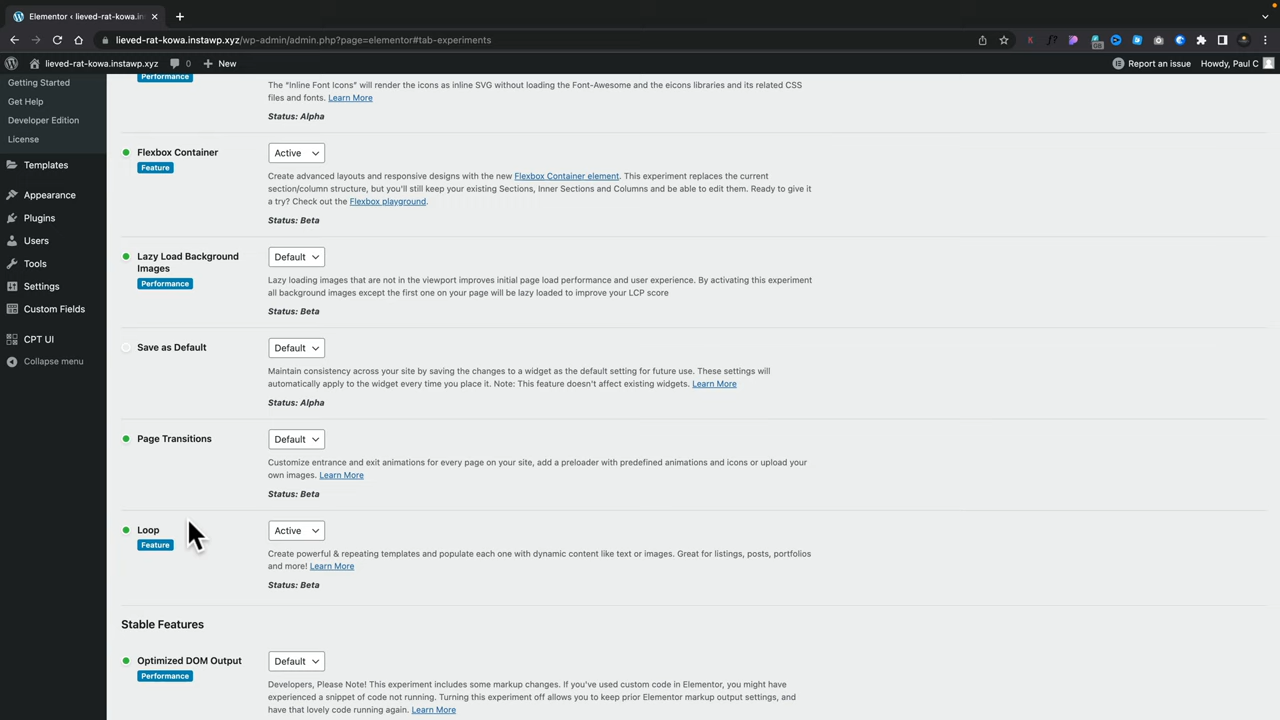 Elementor ‹ lieved-rat-kowa.in
lieved-rat-kowa.instawp.xyz/wp-admin/admin.php?page=elementor#tab-experiments
lieved-rat-kowa.instawp.xyz
0
New
Report an issue
Howdy, Paul C
Getting Started
Get Help
Developer Edition
License
Templates
Appearance
Plugins
Users
Tools
Settings
Custom Fields
CPT UI
Collapse menu
Performance
The "Inline Font Icons" will render the icons as inline SVG without loading the Font-Awesome and the eicons libraries and its related CSS
files and fonts. Learn More
Status: Alpha
Flexbox Container
Feature
Active
Create advanced layouts and responsive designs with the new Flexbox Container element. This experiment replaces the current
section/column structure, but you'll still keep your existing Sections, Inner Sections and Columns and be able to edit them. Ready to give it
a try? Check out the Flexbox playground.
Status: Beta
Lazy Load Background
Images
Performance
Default
Lazy loading images that are not in the viewport improves initial page load performance and user experience. By activating this experiment
all background images except the first one on your page will be lazy loaded to improve your LCP score
Status: Beta
Save as Default
Default
Maintain consistency across your site by saving the changes to a widget as the default setting for future use. These settings will
automatically apply to the widget every time you place it. Note: This feature doesn't affect existing widgets. Learn More
Status: Alpha
Page Transitions
Default
Customize entrance and exit animations for every page on your site, add a preloader with predefined animations and icons or upload your
own images. Learn More
Status: Beta
Loop
Feature
Active
Create powerful & repeating templates and populate each one with dynamic content like text or images. Great for listings, posts, portfolios
and more! Learn More
Status: Beta
Stable Features
Optimized DOM Output
Performance
Default
Developers, Please Note! This experiment includes some markup changes. If you've used custom code in Elementor, you might have
experienced a snippet of code not running. Turning this experiment off allows you to keep prior Elementor markup output settings, and
have that lovely code running again. Learn More